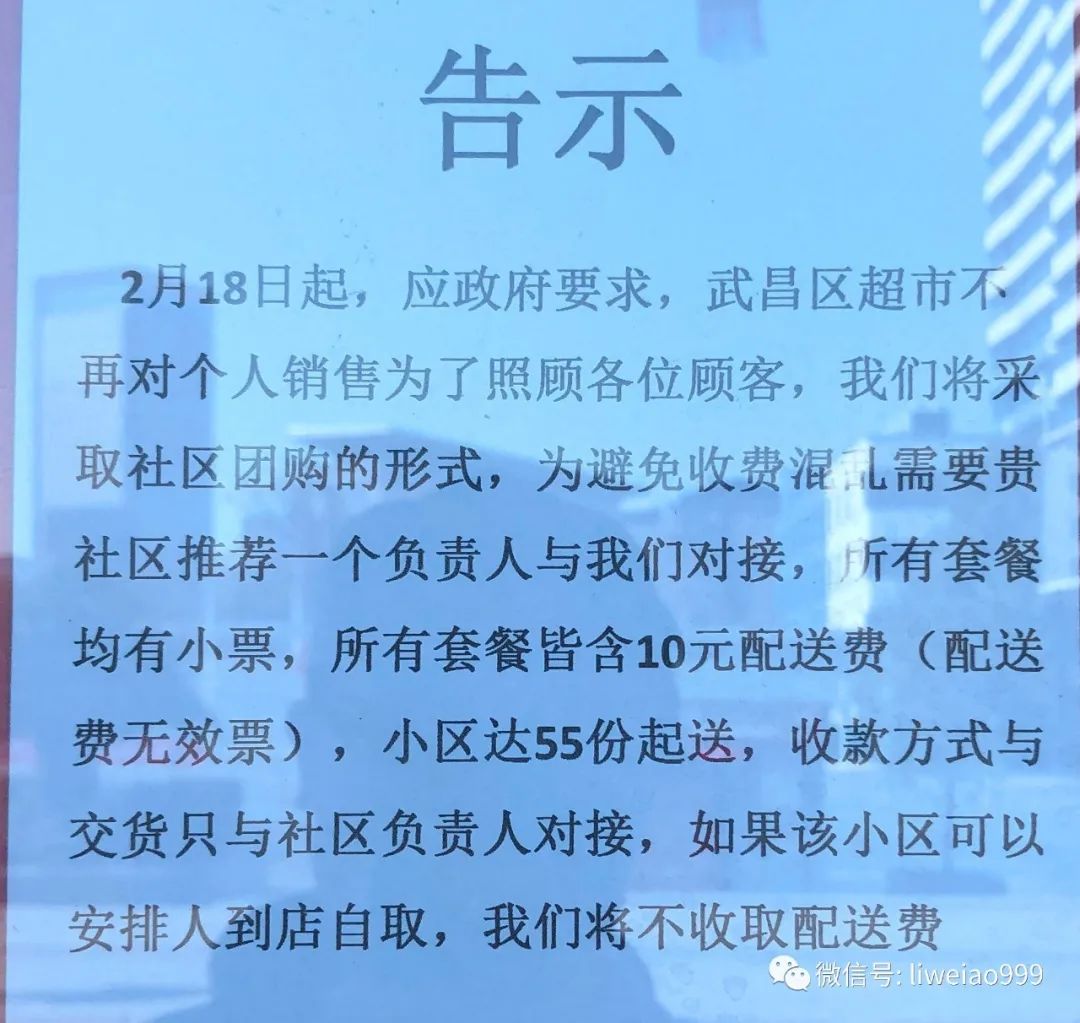 告示
2月18日起，应政府要求，武昌区超市不
再对个人销售为了照顾各位顾客，我们将采
取社区团购的形式，为避免收费混乱需要贵
社区推荐一个负责人与我们对接，所有套餐
均有小票，所有套餐皆含10元配送费（配送
费无效票），小区达55份起送，收款方式与
交货只与社区负责人对接，如果该小区可以
安排人到店自取，我们将不收取配送费
微信号: liweiao999